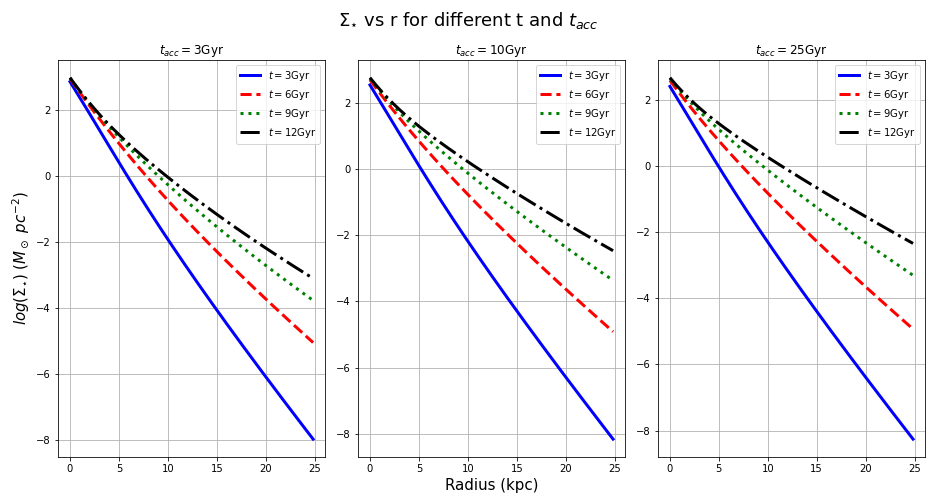 Σ⋆ vs r for different t and t_acc
t_acc = 3Gyr
t = 3Gyr
t = 6Gyr
t = 9Gyr
t = 12Gyr
log(Σ⋆) (M⊙ pc⁻²)
2
0
−2
−4
−6
−8
0 5 10 15 20 25
t_acc = 10Gyr
t = 3Gyr
t = 6Gyr
t = 9Gyr
t = 12Gyr
2
0
−2
−4
−6
−8
0 5 10 15 20 25
Radius (kpc)
t_acc = 25Gyr
t = 3Gyr
t = 6Gyr
t = 9Gyr
t = 12Gyr
2
0
−2
−4
−6
−8
0 5 10 15 20 25